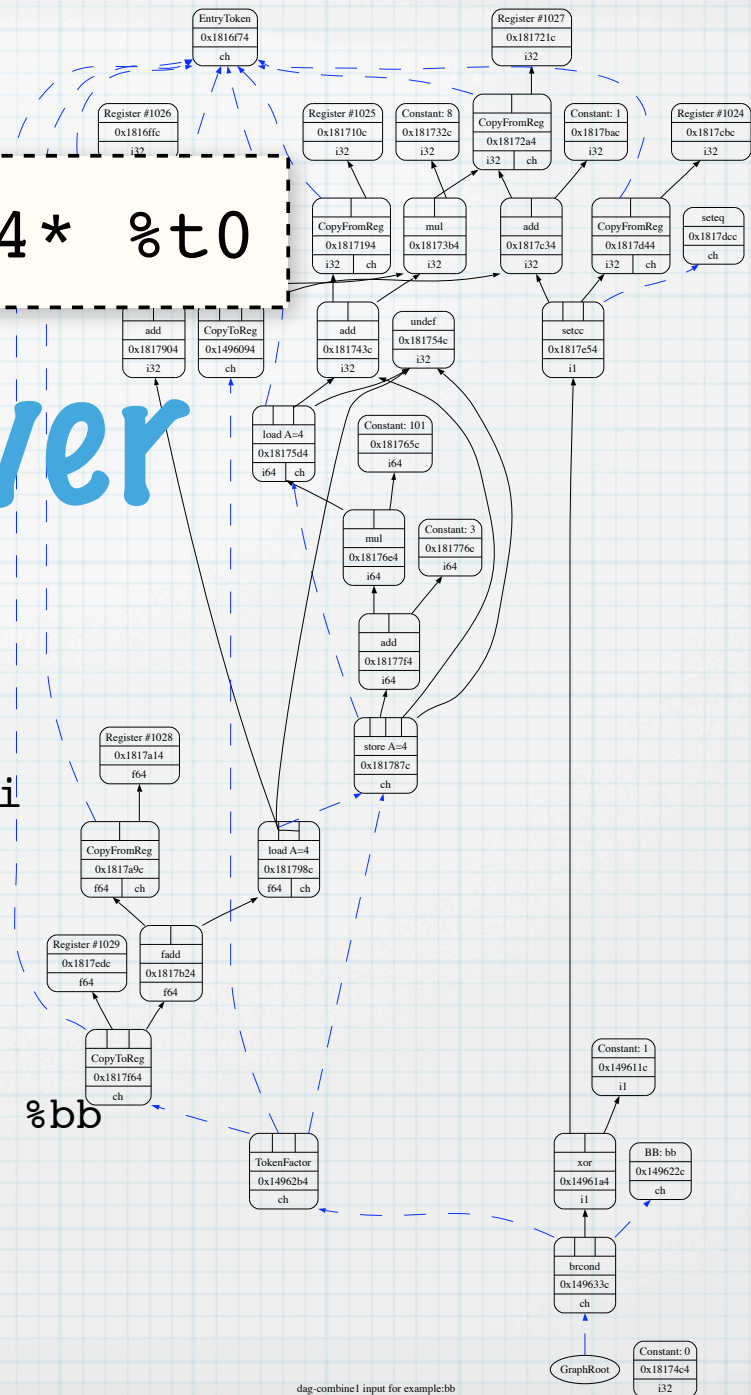 EntryToken
0x1816f74
ch
Register #1027
0x181721c
i32
Register #1026
0x1816ffc
i32
Register #1025
0x181710c
i32
Constant: 8
0x181732c
i32
CopyFromReg
0x18172a4
i32 ch
Constant: 1
0x1817bac
i32
Register #1024
0x1817cbc
i32
4* %t0
CopyFromReg
0x1817194
i32 ch
mul
0x18173b4
i32
add
0x1817c34
i32
CopyFromReg
0x1817d44
i32 ch
seteq
0x1817dcc
ch
add
0x1817904
i32
CopyToReg
0x1496094
ch
add
0x181743c
i32
undef
0x181754c
i32
setcc
0x1817e54
i1
ver
load A=4
0x18175d4
i64 ch
Constant: 101
0x181765c
i64
mul
0x18176e4
i64
Constant: 3
0x181776c
i64
add
0x18177f4
i64
store A=4
0x181787c
ch
Register #1028
0x1817a14
f64
i
CopyFromReg
0x1817a9c
f64 ch
load A=4
0x181798c
f64 ch
Register #1029
0x1817edc
f64
fadd
0x1817b24
f64
CopyToReg
0x1817f64
ch
%bb
Constant: 1
0x149611c
i1
TokenFactor
0x14962b4
ch
xor
0x14961a4
i1
BB: bb
0x149622c
ch
brcond
0x149633c
ch
GraphRoot
Constant: 0
0x18174c4
i32
dag-combine1 input for example:bb